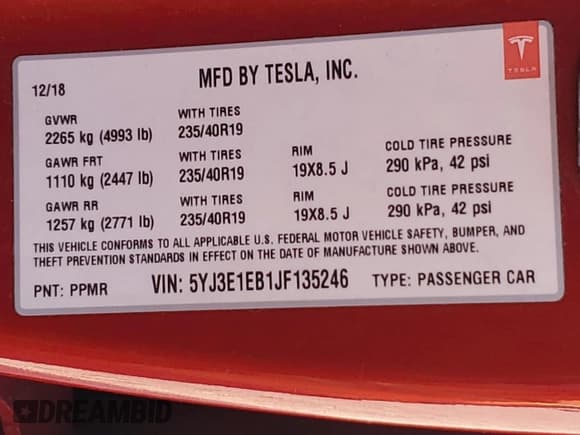 12/18
MFD BY TESLA, INC.
TESLA
GVWR
2265 kg (4993 lb)
WITH TIRES
235/40R19
GAWR FRT
1110 kg (2447 lb)
WITH TIRES
235/40R19
RIM
19X8.5 J
COLD TIRE PRESSURE
290 kPa, 42 psi
GAWR RR
1257 kg (2771 lb)
WITH TIRES
235/40R19
RIM
19X8.5 J
COLD TIRE PRESSURE
290 kPa, 42 psi
THIS VEHICLE CONFORMS TO ALL APPLICABLE U.S. FEDERAL MOTOR VEHICLE SAFETY, BUMPER, AND
THEFT PREVENTION STANDARDS IN EFFECT ON THE DATE OF MANUFACTURE SHOWN ABOVE.
PNT: PPMR
VIN: 5YJ3E1EB1JF135246
TYPE: PASSENGER CAR
DREAMBID